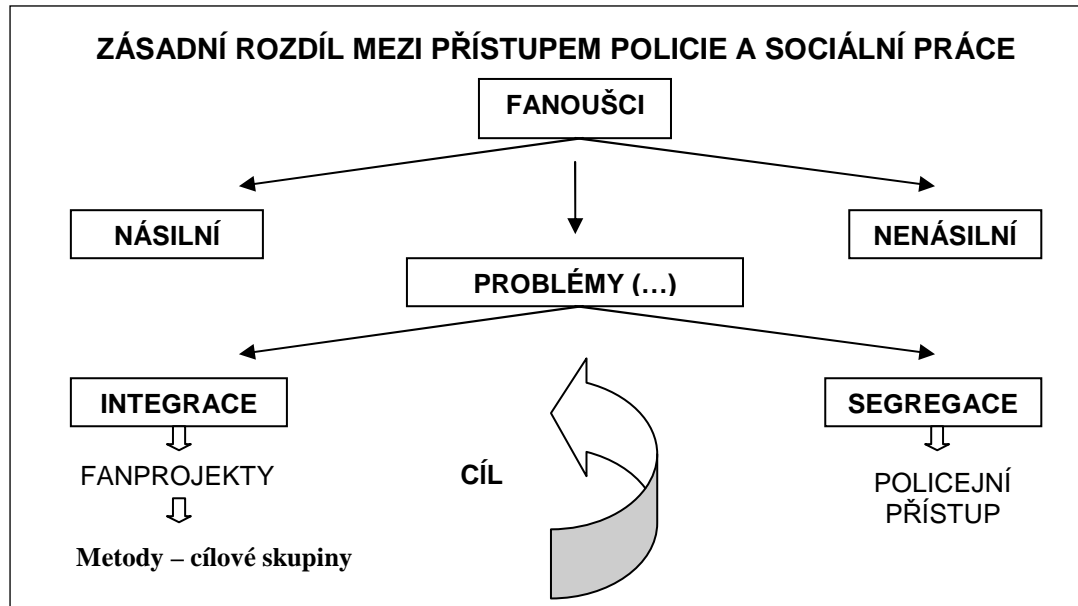 ZÁSADNÍ ROZDÍL MEZI PŘÍSTUPEM POLICIE A SOCIÁLNÍ PRÁCE
FANOUŠCI
NÁSILNÍ
NENÁSILNÍ
PROBLÉMY (…)
INTEGRACE
SEGREGACE
FANPROJEKTY
CÍL
POLICEJNÍ
PŘÍSTUP
Metody – cílové skupiny